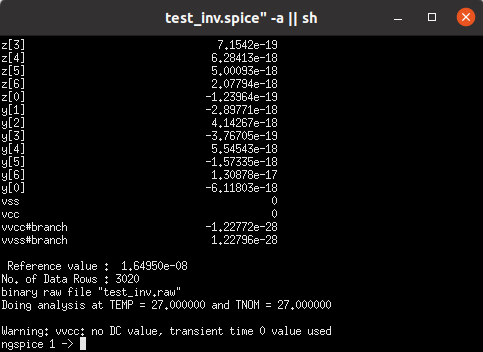 test_inv.spice" -a || sh
z[3] 7.1542e-19
z[4] 6.28413e-18
z[5] 5.00093e-18
z[6] 2.07794e-18
z[0] -1.23964e-19
y[1] -2.89771e-18
y[2] 4.14267e-18
y[3] -3.76705e-19
y[4] 5.54543e-18
y[5] -1.57335e-18
y[6] 1.30878e-17
y[0] -6.11803e-18
vss 0
vcc 0
vvcc#branch -1.22772e-28
vvss#branch 1.22796e-28
Reference value : 1.64950e-08
No. of Data Rows : 3020
binary raw file "test_inv.raw"
Doing analysis at TEMP = 27.000000 and TNOM = 27.000000
Warning: vvcc: no DC value, transient time 0 value used
ngspice 1 ->